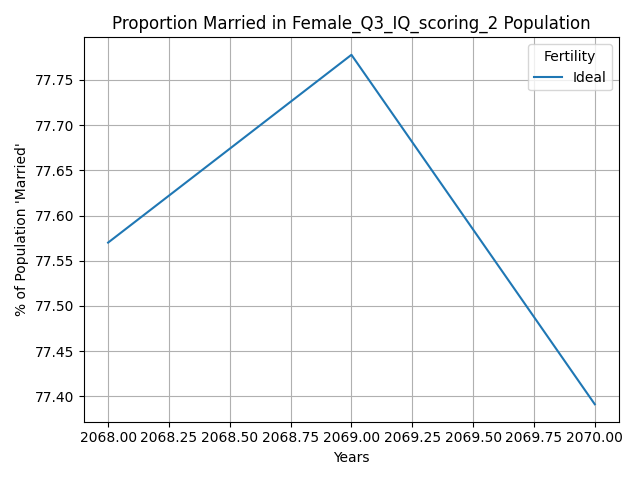 Proportion Married in Female_Q3_IQ_scoring_2 Population
Fertility
Ideal
% of Population 'Married'
77.75
77.70
77.65
77.60
77.55
77.50
77.45
77.40
2068.00 2068.25 2068.50 2068.75 2069.00 2069.25 2069.50 2069.75 2070.00
Years